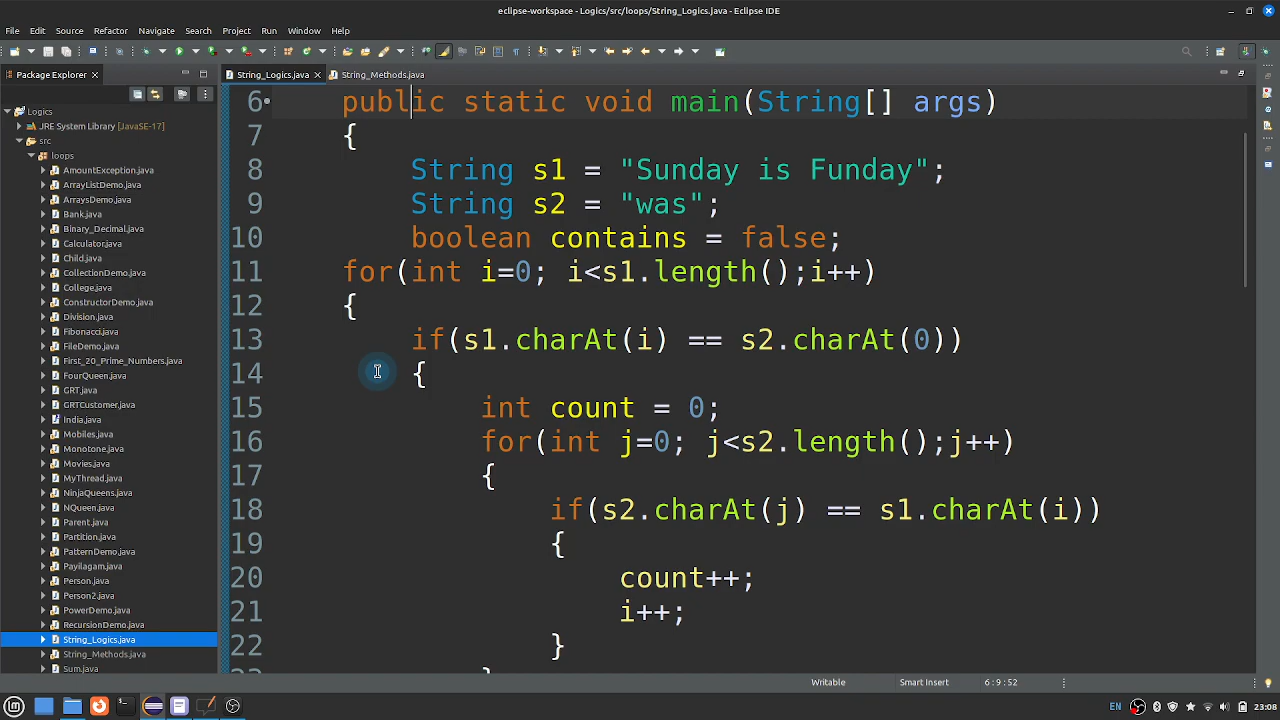 eclipse-workspace - Logics/src/loops/String_Logics.java - Eclipse IDE
File Edit Source Refactor Navigate Search Project Run Window Help
Package Explorer
String_Logics.java
String_Methods.java
Logics
JRE System Library [JavaSE-17]
src
loops
AmountException.java
ArrayListDemo.java
ArraysDemo.java
Bank.java
Binary_Decimal.java
Calculator.java
Child.java
CollectionDemo.java
College.java
ConstructorDemo.java
Division.java
Fibonacci.java
FileDemo.java
First_20_Prime_Numbers.java
FourQueen.java
GRT.java
GRTCustomer.java
India.java
Mobiles.java
Monotone.java
Movies.java
MyThread.java
NinjaQueens.java
NQueen.java
Parent.java
Partition.java
PatternDemo.java
Payilagam.java
Person.java
Person2.java
PowerDemo.java
RecursionDemo.java
String_Logics.java
String_Methods.java
Sum.java
6 public static void main(String[] args)
7 {
8 String s1 = "Sunday is Funday";
9 String s2 = "was";
10 boolean contains = false;
11 for(int i=0; i<s1.length();i++)
12 {
13 if(s1.charAt(i) == s2.charAt(0))
14 {
15 int count = 0;
16 for(int j=0; j<s2.length();j++)
17 {
18 if(s2.charAt(j) == s1.charAt(i))
19 {
20 count++;
21 i++;
22 }
23 }
Writable Smart Insert 6:9:52
EN 23:08